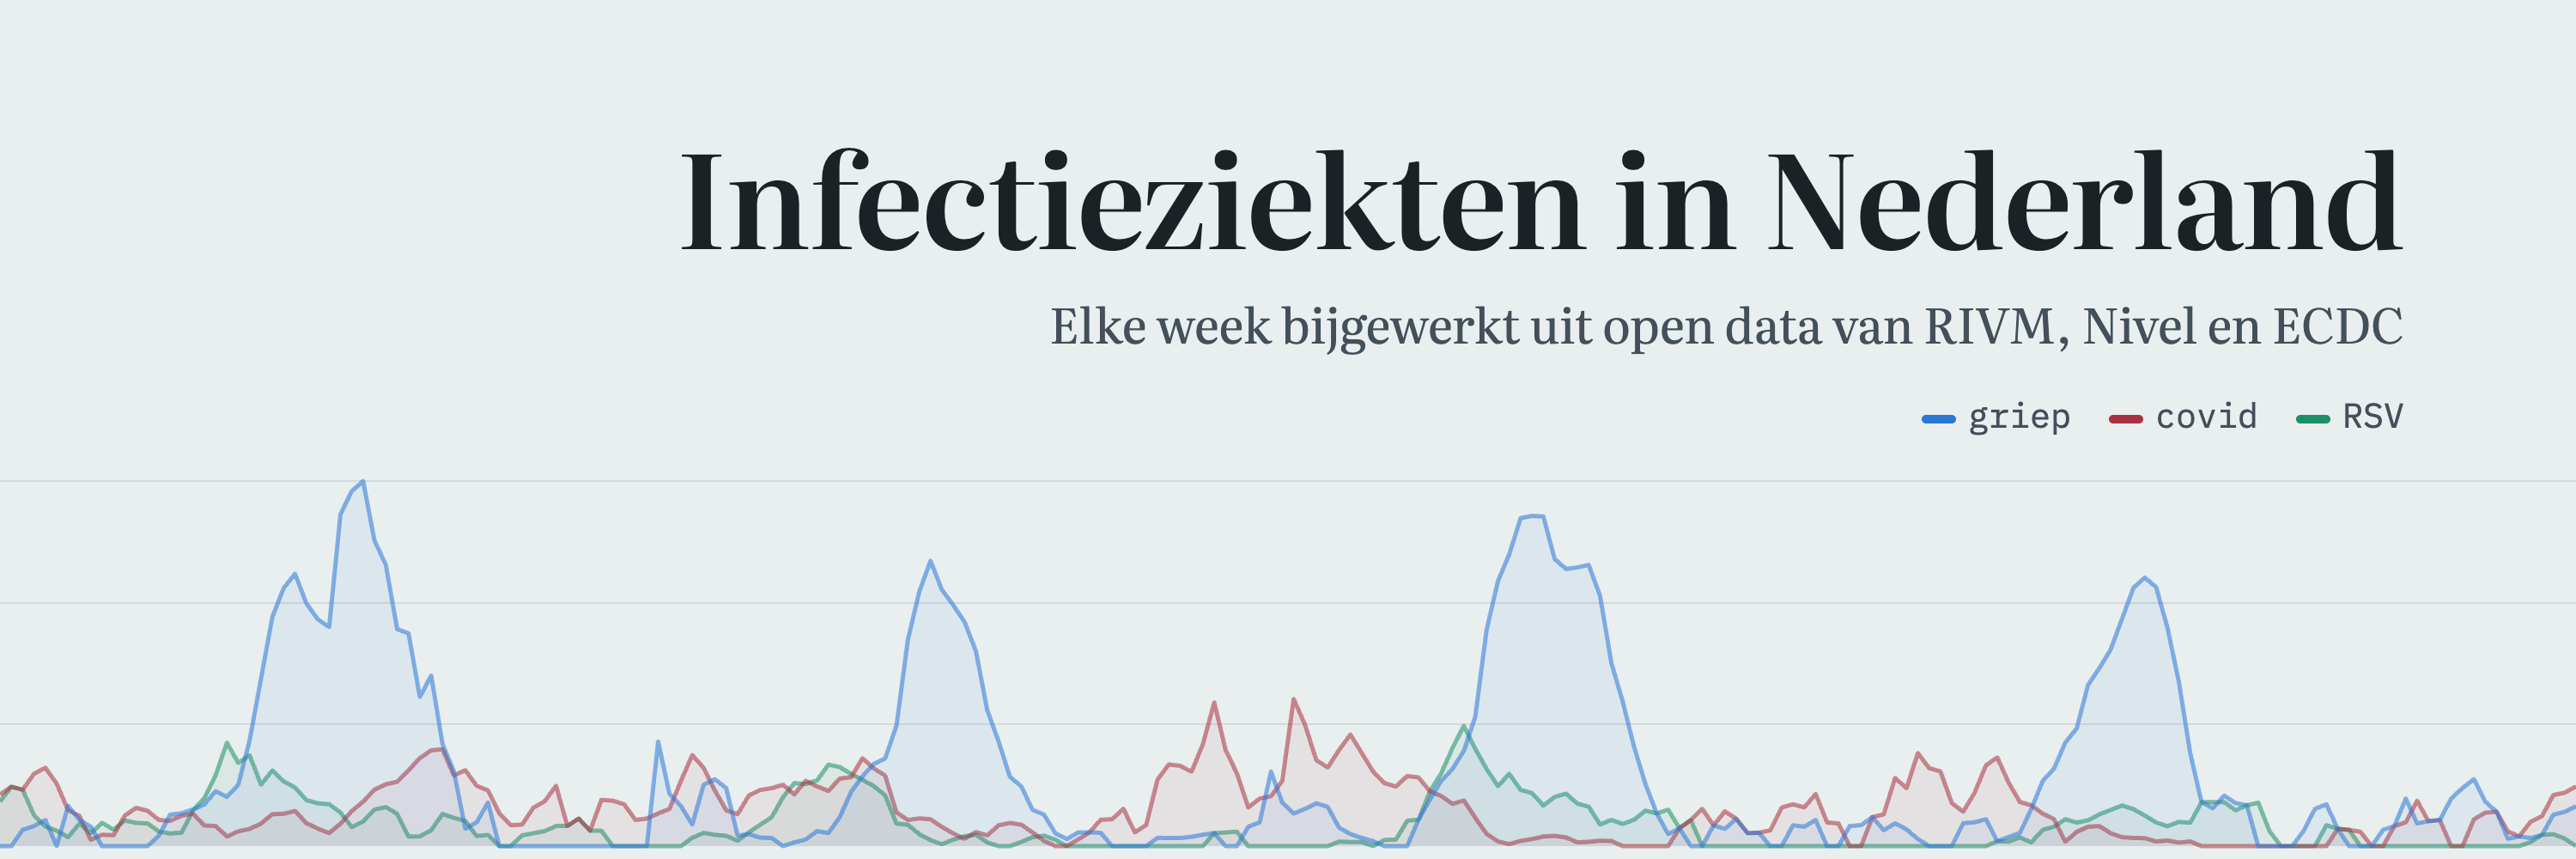 Infectieziekten in Nederland
Elke week bijgewerkt uit open data van RIVM, Nivel en ECDC
griep covid RSV